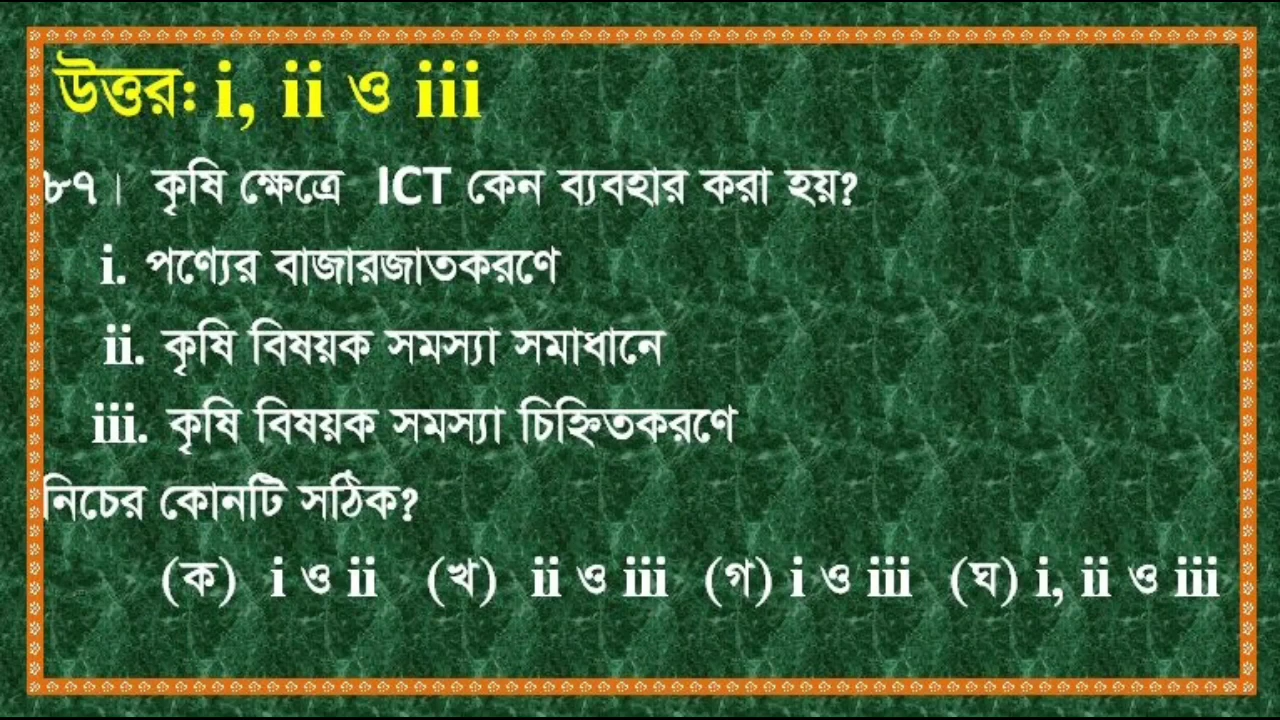 উত্তর: i, ii ও iii
৮৭। কৃষি ক্ষেত্রে ICT কেন ব্যবহার করা হয়?
i. পণ্যের বাজারজাতকরণে
ii. কৃষি বিষয়ক সমস্যা সমাধানে
iii. কৃষি বিষয়ক সমস্যা চিহ্নিতকরণে
নিচের কোনটি সঠিক?
(ক) i ও ii (খ) ii ও iii (গ) i ও iii (ঘ) i, ii ও iii